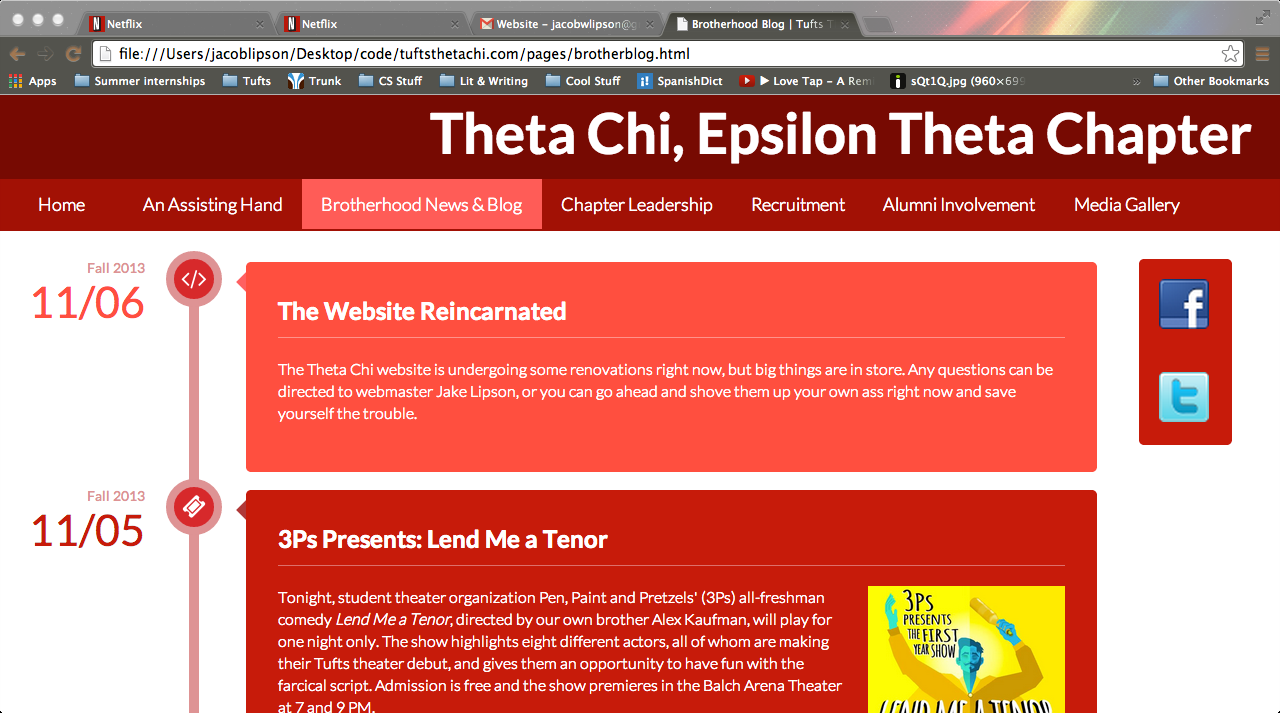 Netflix
Netflix
Website – jacobwlipson@g
Brotherhood Blog | Tufts T
file:///Users/jacoblipson/Desktop/code/tuftsthetachi.com/pages/brotherblog.html
Apps
Summer internships
Tufts
Trunk
CS Stuff
Lit & Writing
Cool Stuff
SpanishDict
▶ Love Tap – A Rem
sQt1Q.jpg (960×699
»
Other Bookmarks
Theta Chi, Epsilon Theta Chapter
Home
An Assisting Hand
Brotherhood News & Blog
Chapter Leadership
Recruitment
Alumni Involvement
Media Gallery
Fall 2013
11/06
</>
The Website Reincarnated
The Theta Chi website is undergoing some renovations right now, but big things are in store. Any questions can be
directed to webmaster Jake Lipson, or you can go ahead and shove them up your own ass right now and save
yourself the trouble.
f
t
Fall 2013
11/05
3Ps Presents: Lend Me a Tenor
Tonight, student theater organization Pen, Paint and Pretzels' (3Ps) all-freshman
comedy Lend Me a Tenor, directed by our own brother Alex Kaufman, will play for
one night only. The show highlights eight different actors, all of whom are making
their Tufts theater debut, and gives them an opportunity to have fun with the
farcical script. Admission is free and the show premieres in the Balch Arena Theater
at 7 and 9 PM.
3PS
PRESENTS
THE FIRST
YEAR SHOW
LEND ME A TENOR